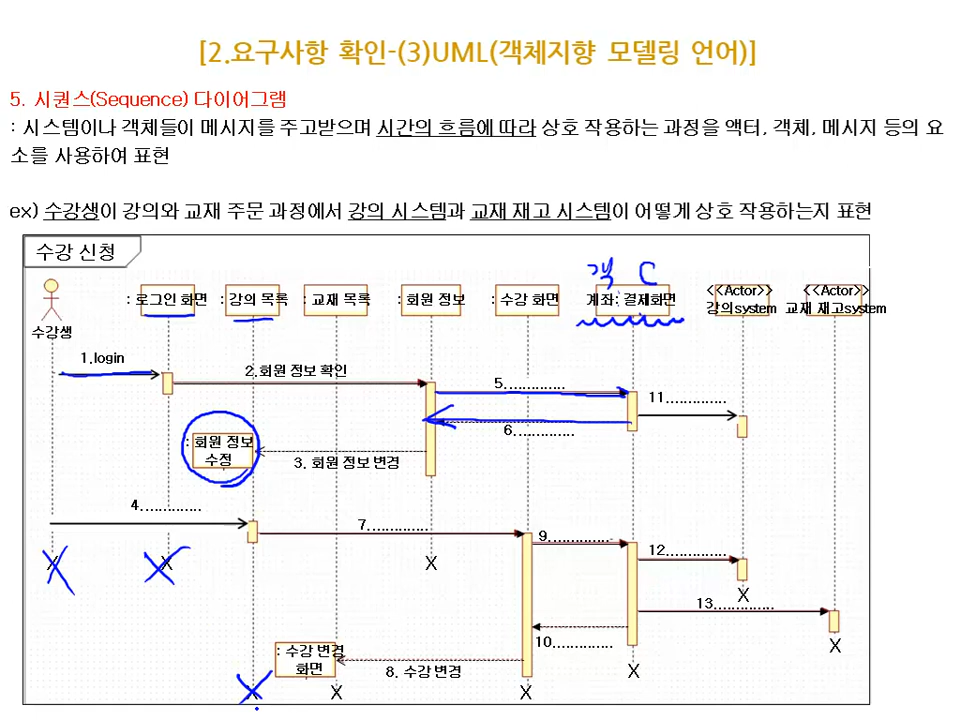 [2.요구사항 확인-(3)UML(객체지향 모델링 언어)]
5. 시퀀스(Sequence) 다이어그램
: 시스템이나 객체들이 메시지를 주고받으며 시간의 흐름에 따라 상호 작용하는 과정을 액터, 객체, 메시지 등의 요
소를 사용하여 표현
ex) 수강생이 강의와 교재 주문 과정에서 강의 시스템과 교재 재고 시스템이 어떻게 상호 작용하는지 표현
수강 신청
객 C
수강생
: 로그인 화면
: 강의 목록
: 교재 목록
: 회원 정보
: 수강 화면
계좌: 결제화면
<<Actor>>
강의system
<<Actor>>
교재 재고system
1.login
2.회원 정보 확인
5..............
11..............
6..............
: 회원 정보
수정
3. 회원 정보 변경
4..............
7..............
9..............
12..............
X
X
X
X
13..............
10..............
X
: 수강 변경
화면
8. 수강 변경
X
X
X
X